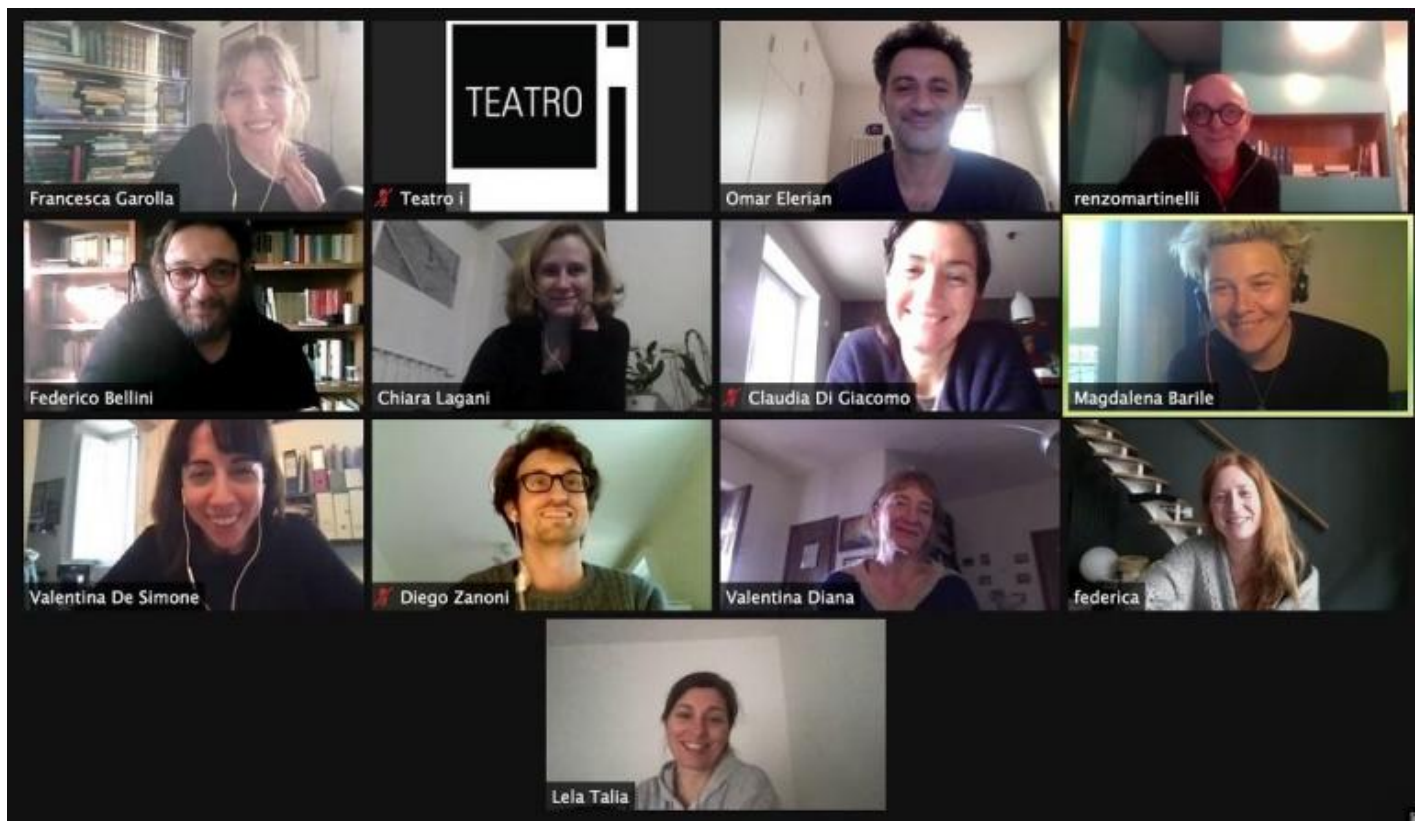 TEATRO
Francesca Garolla
Teatro i
Omar Elerian
renzomartinelli
Federico Bellini
Chiara Lagani
Claudia Di Giacomo
Magdalena Barile
Valentina De Simone
Diego Zanoni
Valentina Diana
federica
Lela Talia